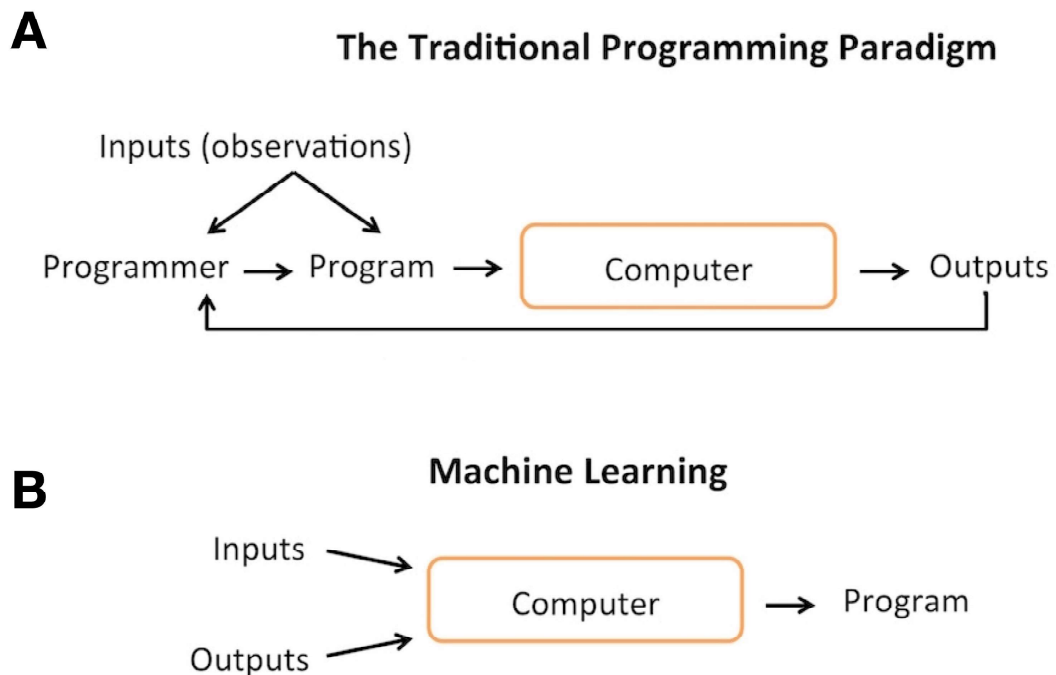 A
The Traditional Programming Paradigm
Inputs (observations)
Programmer
Program
Computer
Outputs
B
Machine Learning
Inputs
Computer
Program
Outputs